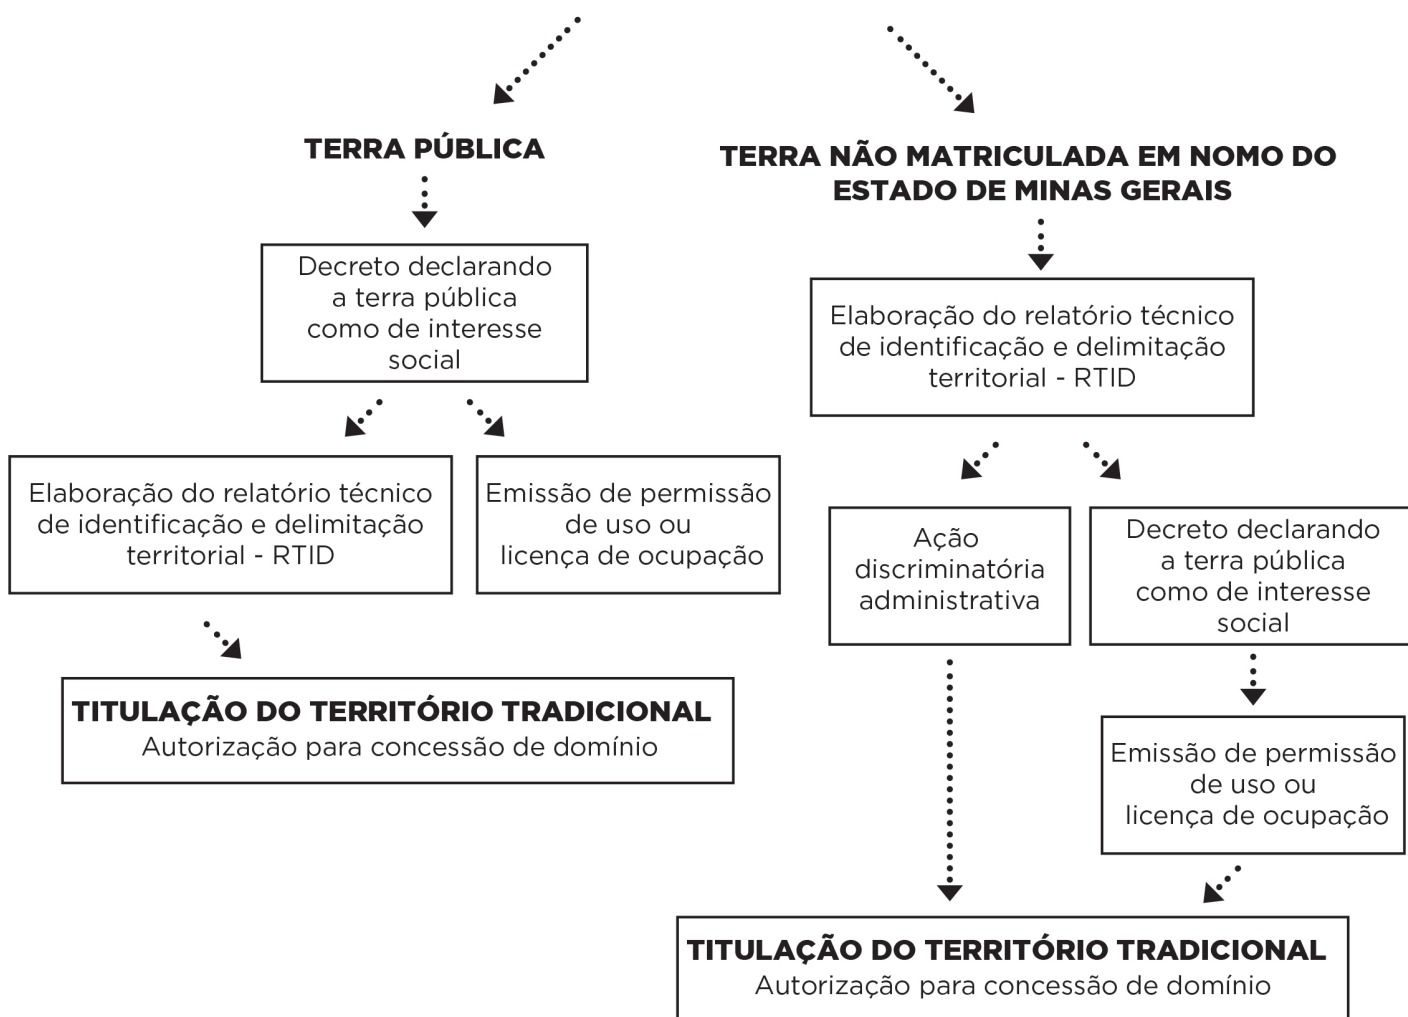 TERRA PÚBLICA
Decreto declarando
a terra pública
como de interesse
social
Elaboração do relatório técnico
de identificação e delimitação
territorial - RTID
Emissão de permissão
de uso ou
licença de ocupação
TITULAÇÃO DO TERRITÓRIO TRADICIONAL
Autorização para concessão de domínio
TERRA NÃO MATRICULADA EM NOMO DO
ESTADO DE MINAS GERAIS
Elaboração do relatório técnico
de identificação e delimitação
territorial - RTID
Ação
discriminatória
administrativa
Decreto declarando
a terra pública
como de interesse
social
Emissão de permissão
de uso ou
licença de ocupação
TITULAÇÃO DO TERRITÓRIO TRADICIONAL
Autorização para concessão de domínio